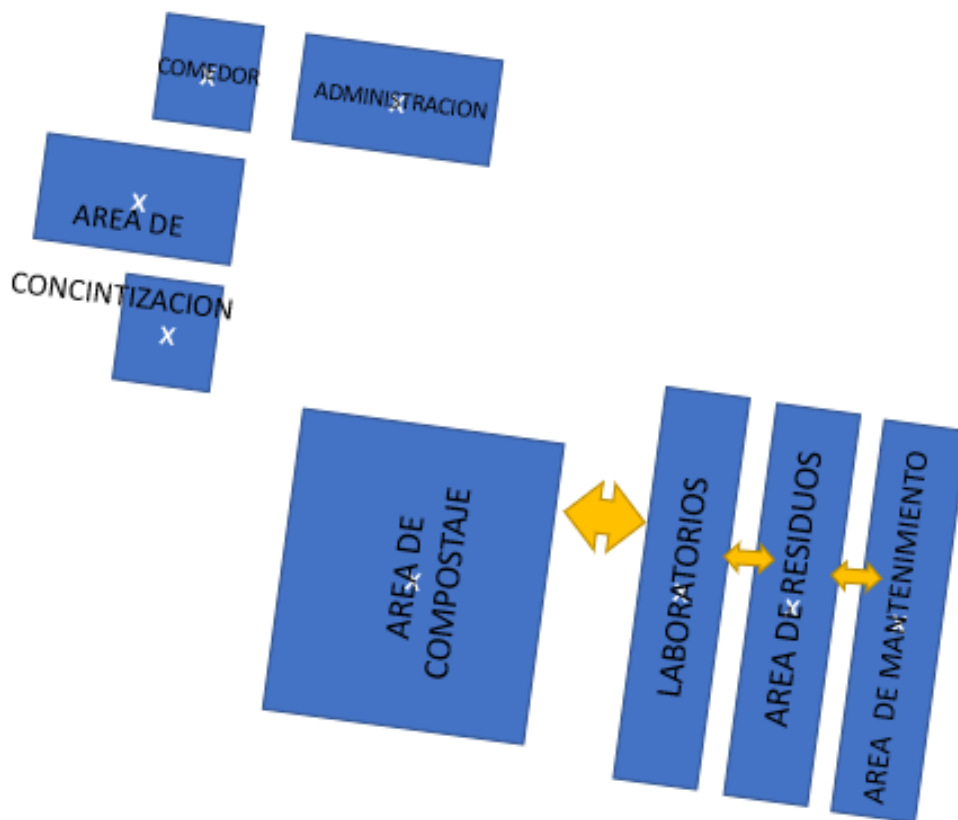 COMEDOR
X
ADMINISTRACION
X
X
AREA DE
CONCINTIZACION
X
AREA DE
COMPOSTAJE
X
LABORATORIOS
X
AREA DE RESIDUOS
X
AREA DE MANTENIMIENTO
X